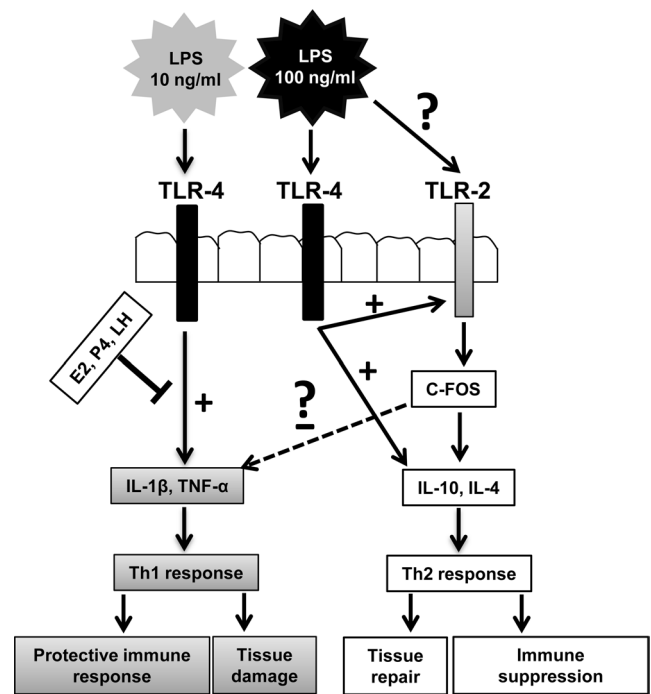 LPS
10 ng/ml
LPS
100 ng/ml
?
TLR-4
TLR-4
TLR-2
E2, P4, LH
+
+
+
?
–
C-FOS
IL-1β, TNF-α
IL-10, IL-4
Th1 response
Th2 response
Protective immune
response
Tissue
damage
Tissue
repair
Immune
suppression